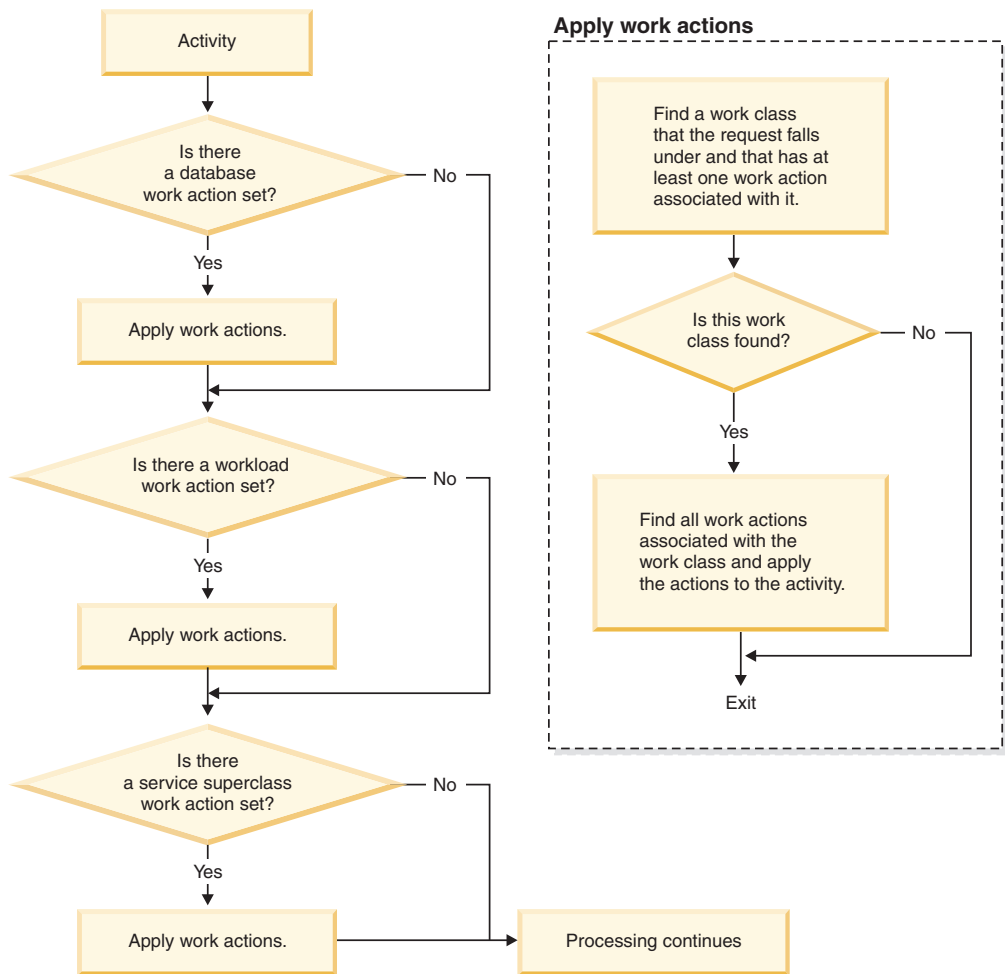 Activity
Is there
a database
work action set?
No
Yes
Apply work actions.
Is there a workload
work action set?
No
Yes
Apply work actions.
Is there
a service superclass
work action set?
No
Yes
Apply work actions.
Processing continues
Apply work actions
Find a work class
that the request falls
under and that has at
least one work action
associated with it.
Is this work
class found?
No
Yes
Find all work actions
associated with the
work class and apply
the actions to the activity.
Exit